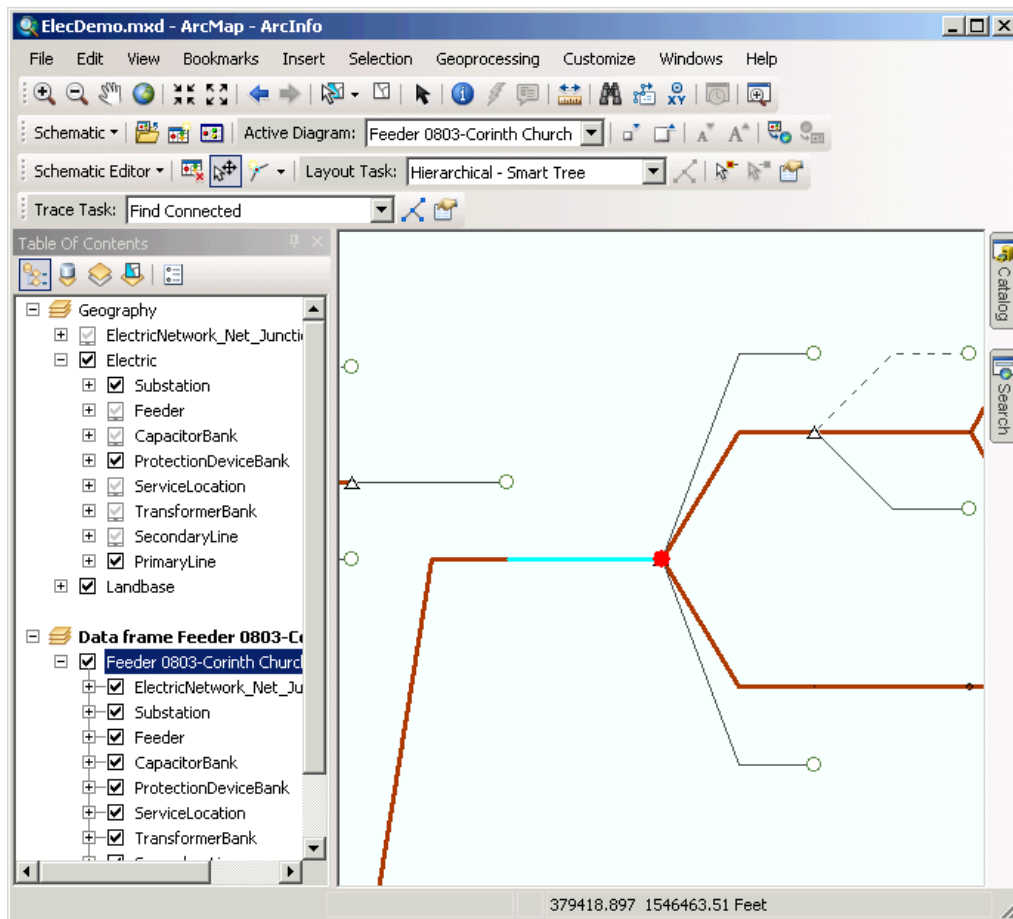 ElecDemo.mxd - ArcMap - ArcInfo
File Edit View Bookmarks Insert Selection Geoprocessing Customize Windows Help
XY
Schematic Active Diagram: Feeder 0803-Corinth Church A A
Schematic Editor Layout Task: Hierarchical - Smart Tree
Trace Task: Find Connected
Table Of Contents
Geography
ElectricNetwork_Net_Juncti
Electric
Substation
Feeder
CapacitorBank
ProtectionDeviceBank
ServiceLocation
TransformerBank
SecondaryLine
PrimaryLine
Landbase
Data frame Feeder 0803-Co
Feeder 0803-Corinth Churc
ElectricNetwork_Net_Ju
Substation
Feeder
CapacitorBank
ProtectionDeviceBank
ServiceLocation
TransformerBank
Catalog
Search
379418.897 1546463.51 Feet